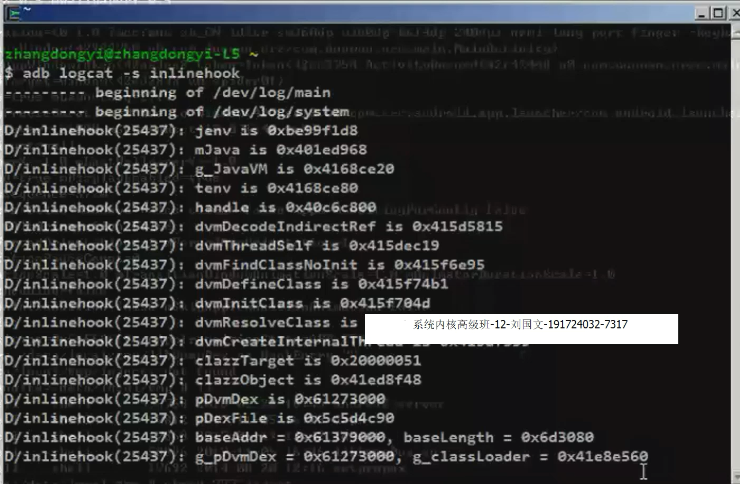 zhangdongyi@zhangdongyi-L5 ~
$ adb logcat -s inlinehook
--------- beginning of /dev/log/main
--------- beginning of /dev/log/system
D/inlinehook(25437): jenv is 0xbe99f1d8
D/inlinehook(25437): mJava is 0x401ed968
D/inlinehook(25437): g_JavaVM is 0x4168ce20
D/inlinehook(25437): tenv is 0x4168ce80
D/inlinehook(25437): handle is 0x40c6c800
D/inlinehook(25437): dvmDecodeIndirectRef is 0x415d5815
D/inlinehook(25437): dvmThreadSelf is 0x415dec19
D/inlinehook(25437): dvmFindClassNoInit is 0x415f6e95
D/inlinehook(25437): dvmDefineClass is 0x415f74b1
D/inlinehook(25437): dvmInitClass is 0x415f704d
D/inlinehook(25437): dvmResolveClass is
系统内核高级班-12-刘国文-191724032-7317
D/inlinehook(25437): dvmCreateInternalThread is
D/inlinehook(25437): clazzTarget is 0x20000051
D/inlinehook(25437): clazzObject is 0x41ed8f48
D/inlinehook(25437): pDvmDex is 0x61273000
D/inlinehook(25437): pDexFile is 0x5c5d4c90
D/inlinehook(25437): baseAddr = 0x61379000, baseLength = 0x6d3080
D/inlinehook(25437): g_pDvmDex = 0x61273000, g_classLoader = 0x41e8e560